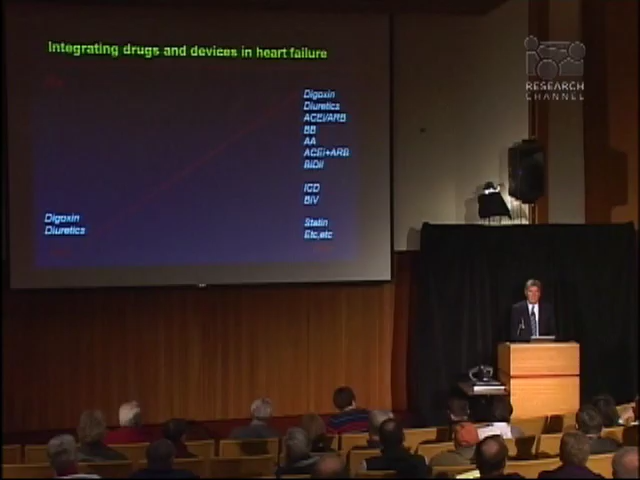 Integrating drugs and devices in heart failure
RESEARCH
CHANNEL
Digoxin
Diuretics
ACEi/ARB
BB
AA
ACEi+ARB
BiDil
ICD
BiV
Statin
Etc,etc
Digoxin
Diuretics